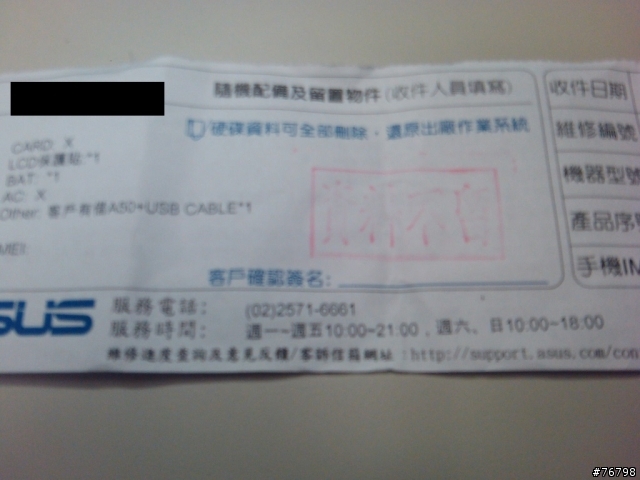 隨機配備及留置物件(收件人員填寫)
硬碟資料可全部刪除，還原出廠作業系統
CARD: X
LCD保護貼:*1
BAT: *1
AC: X
Other: 客戶有借A50+USB CABLE*1
MEI:
資料不留
客戶確認簽名:
收件日期
維修編號
機器型號
產品序
手機IM
SUS
服務電話: (02)2571-6661
服務時間: 週一~週五10:00~21:00，週六、日10:00~18:00
維修進度查詢及意見反饋/客訴信箱網址:http://support.asus.com/con
#76798